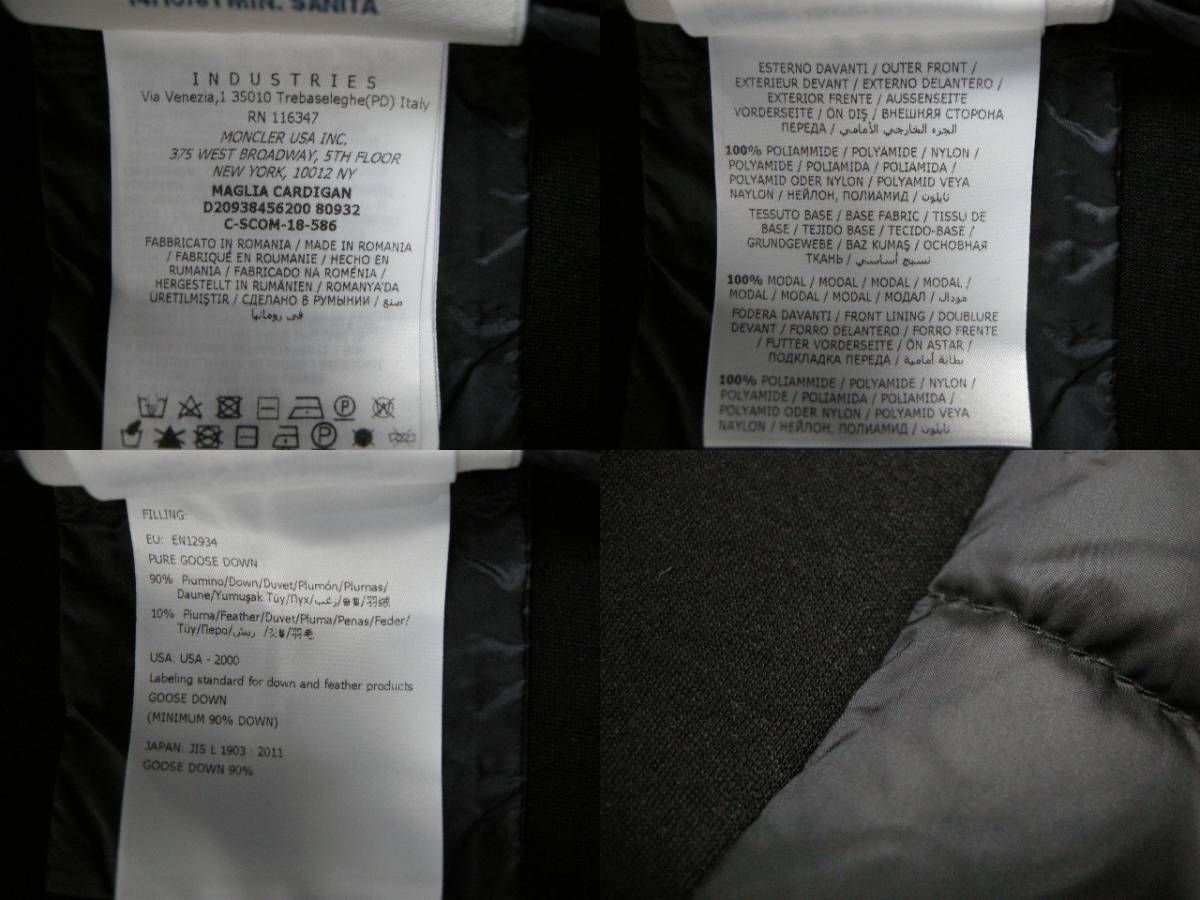 MIN. SANITA
INDUSTRIES
Via Venezia,1 35010 Trebaseleghe(PD) Italy
RN 116347
MONCLER USA INC.
375 WEST BROADWAY, 5TH FLOOR
NEW YORK, 10012 NY
MAGLIA CARDIGAN
D20938456200 80932
C-SCOM-18-586
FABBRICATO IN ROMANIA / MADE IN ROMANIA
/ FABRIQUÉ EN ROUMANIE / HECHO EN
RUMANIA / FABRICADO NA ROMÉNIA /
HERGESTELLT IN RUMÄNIEN / ROMANYA'DA
ÜRETILMIŞTIR / СДЕЛАНО В РУМЫНИИ / صنع
في رومانيا
ESTERNO DAVANTI / OUTER FRONT /
EXTERIEUR DEVANT / EXTERNO DELANTERO /
EXTERIOR FRENTE / AUSSENSEITE
VORDERSEITE / ÖN DIŞ / ВНЕШНЯЯ СТОРОНА
ПЕРЕДА / الجزء الخارجي الأمامي /
100% POLIAMMIDE / POLYAMIDE / NYLON /
POLYAMIDE / POLIAMIDA / POLIAMIDA /
POLYAMID ODER NYLON / POLYAMID VEYA
NAYLON / НЕЙЛОН, ПОЛИАМИД / نايلون
TESSUTO BASE / BASE FABRIC / TISSU DE
BASE / TEJIDO BASE / TECIDO-BASE /
GRUNDGEWEBE / BAZ KUMAŞ / ОСНОВНАЯ
ТКАНЬ / نسيج أساسي
100% MODAL / MODAL / MODAL / MODAL /
MODAL / MODAL / MODAL / МОДАЛ / مودال
FODERA DAVANTI / FRONT LINING / DOUBLURE
DEVANT / FORRO DELANTERO / FORRO FRENTE
/ FUTTER VORDERSEITE / ÖN ASTAR /
ПОДКЛАДКА ПЕРЕДА / بطانة أمامية
100% POLIAMMIDE / POLYAMIDE / NYLON /
POLYAMIDE / POLIAMIDA / POLIAMIDA /
POLYAMID ODER NYLON / POLYAMID VEYA
NAYLON / НЕЙЛОН, ПОЛИАМИД / نايلون
FILLING:
EU: EN12934
PURE GOOSE DOWN
90% Piumino/Down/Duvet/Plumón/Plumas/
Daune/Yumuşak Tüy/Пух/زغب/羽絨
10% Piuma/Feather/Duvet/Pluma/Penas/Feder/
Tüy/Перо/ريش /羽毛
USA: USA - 2000
Labeling standard for down and feather products
GOOSE DOWN
(MINIMUM 90% DOWN)
JAPAN: JIS L 1903 : 2011
GOOSE DOWN 90%